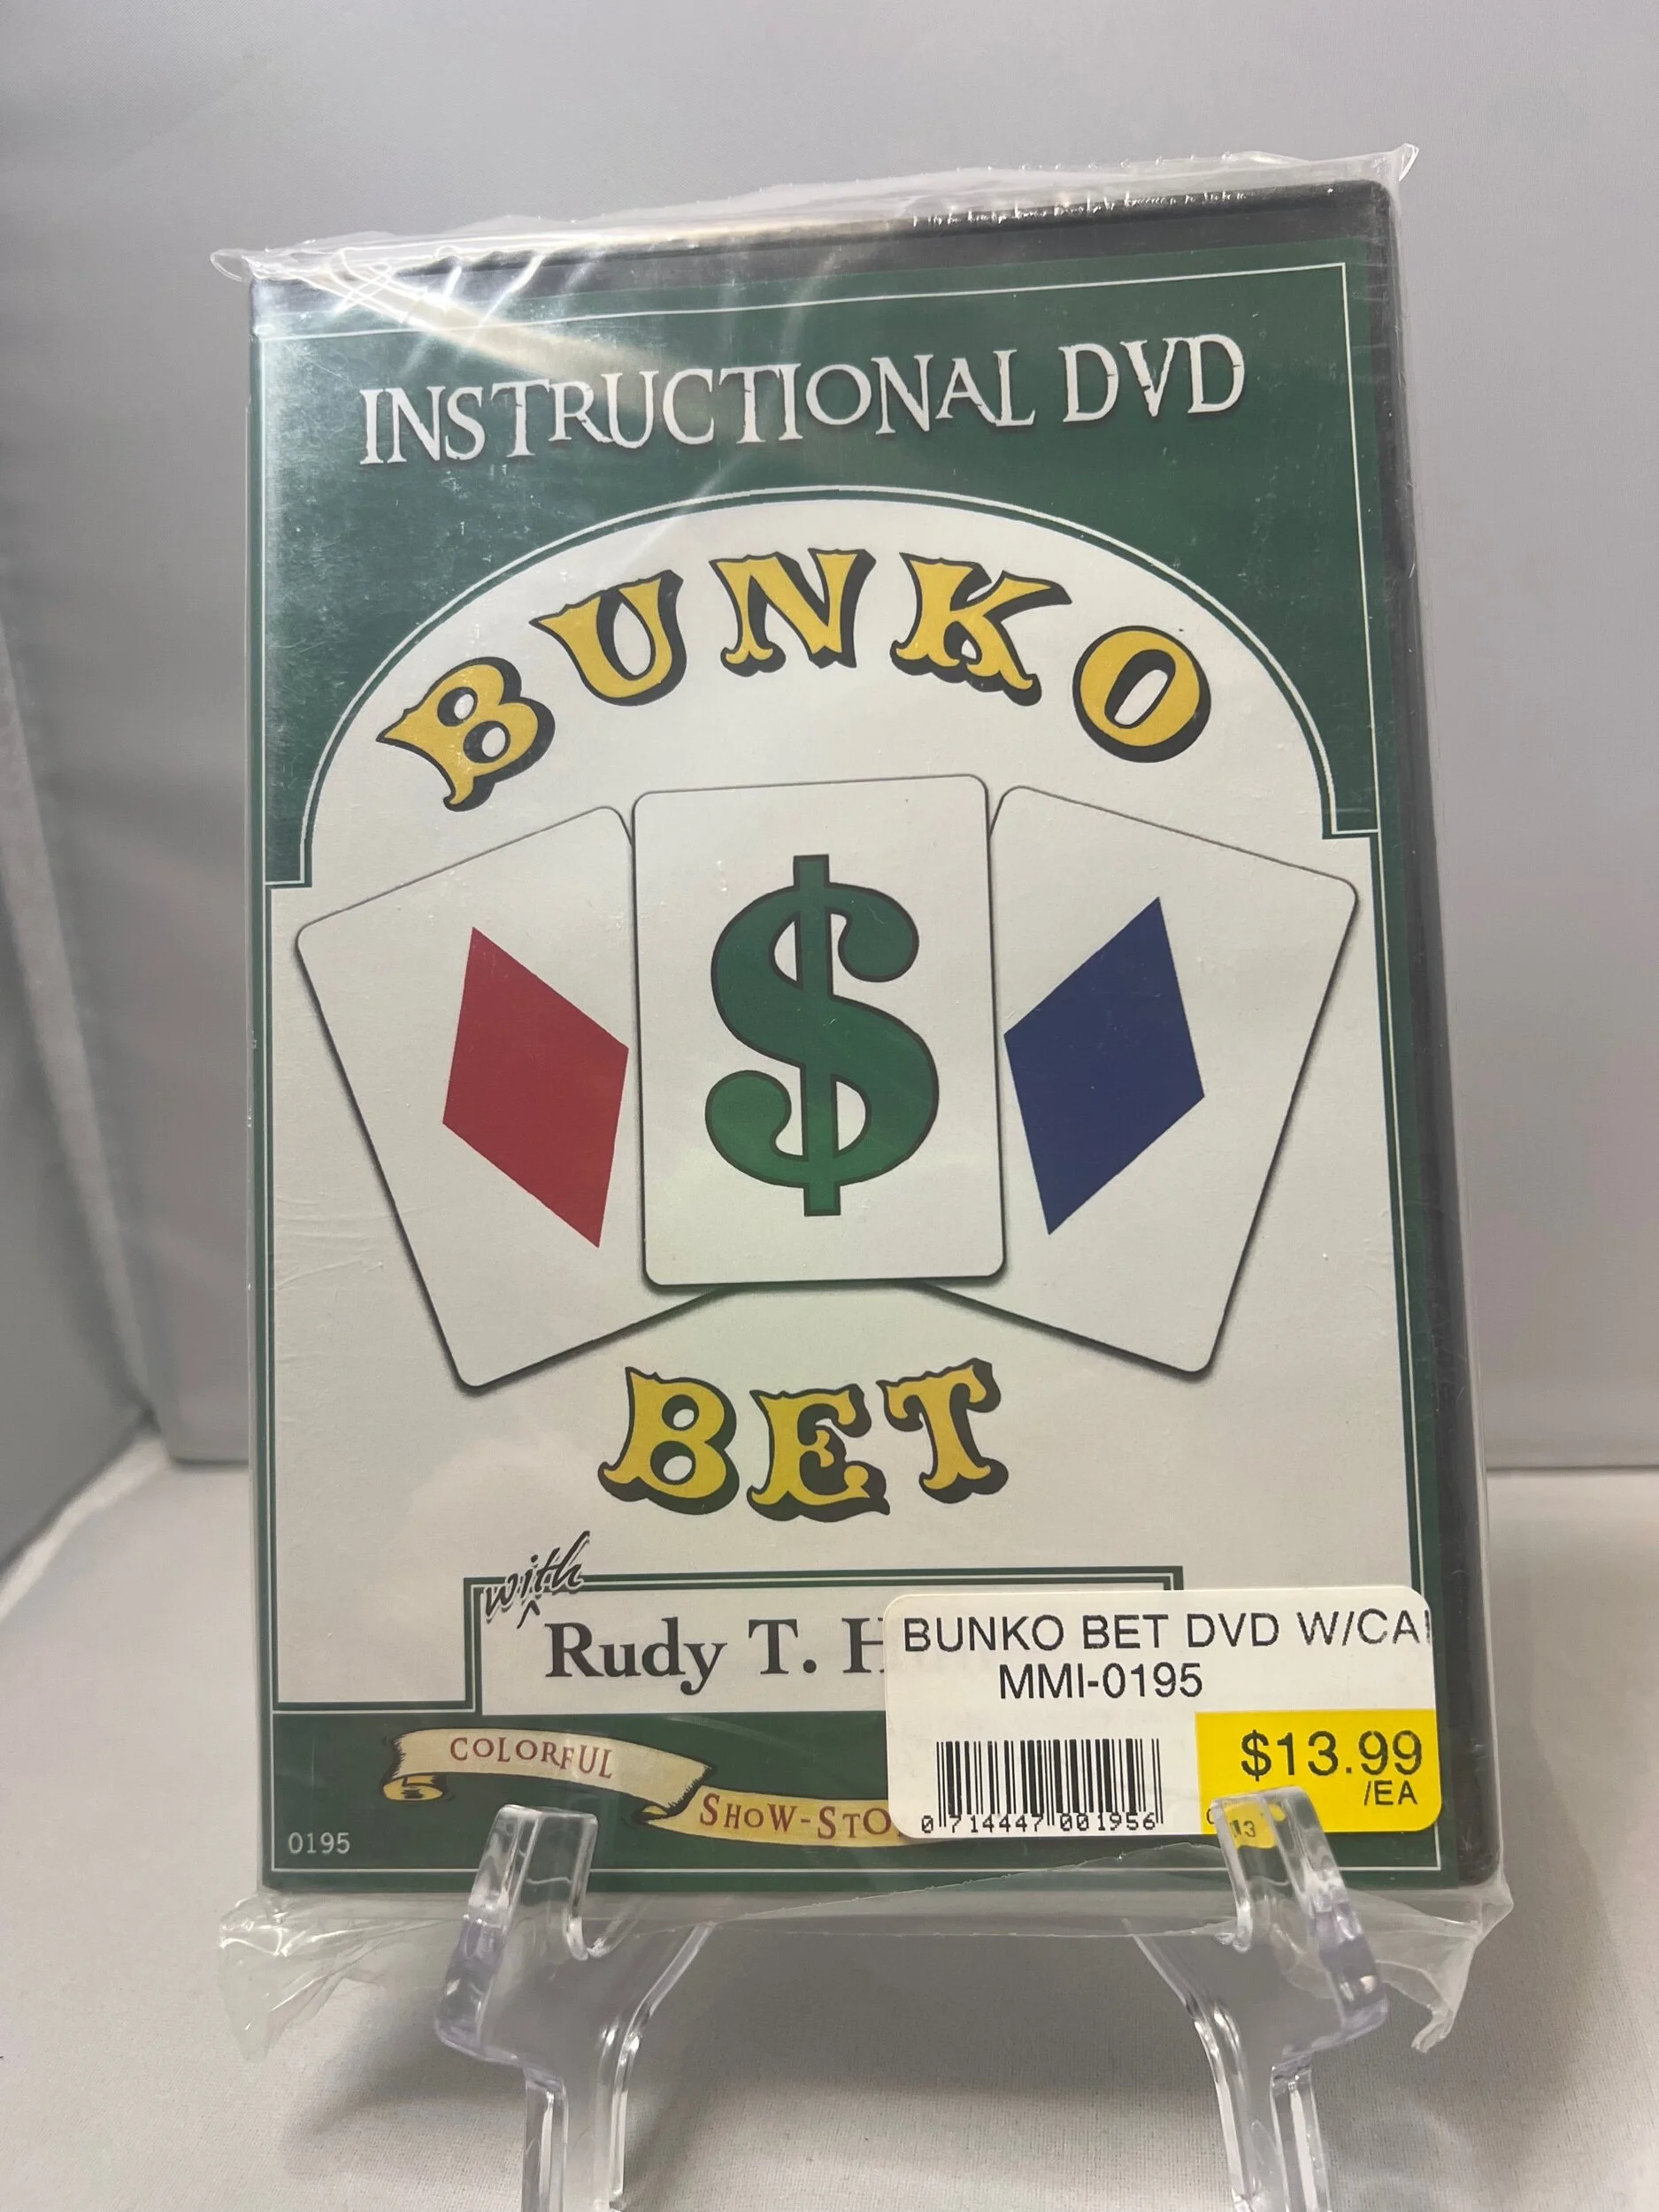 INSTRUCTIONAL DVD
BUNKO
$
BET
with
Rudy T. H
BUNKO BET DVD W/CA
MMI-0195
$13.99
/EA
0 714447 001956
COLORFUL
SHOW-STO
0195